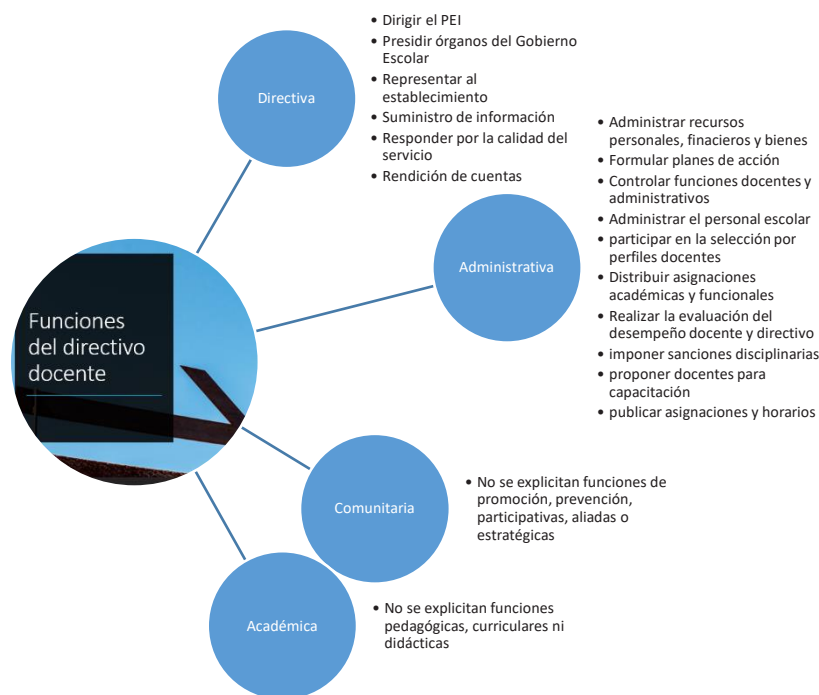 Funciones
del directivo
docente
Directiva
• Dirigir el PEI
• Presidir órganos del Gobierno
Escolar
• Representar al
establecimiento
• Suministro de información
• Responder por la calidad del
servicio
• Rendición de cuentas
Administrativa
• Administrar recursos
personales, finacieros y bienes
• Formular planes de acción
• Controlar funciones docentes y
administrativos
• Administrar el personal escolar
• participar en la selección por
perfiles docentes
• Distribuir asignaciones
académicas y funcionales
• Realizar la evaluación del
desempeño docente y directivo
• imponer sanciones disciplinarias
• proponer docentes para
capacitación
• publicar asignaciones y horarios
Comunitaria
• No se explicitan funciones de
promoción, prevención,
participativas, aliadas o
estratégicas
Académica
• No se explicitan funciones
pedagógicas, curriculares ni
didácticas